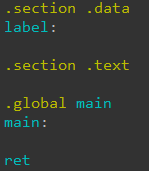 .section .data
label:
.section .text
.global main
main:
ret